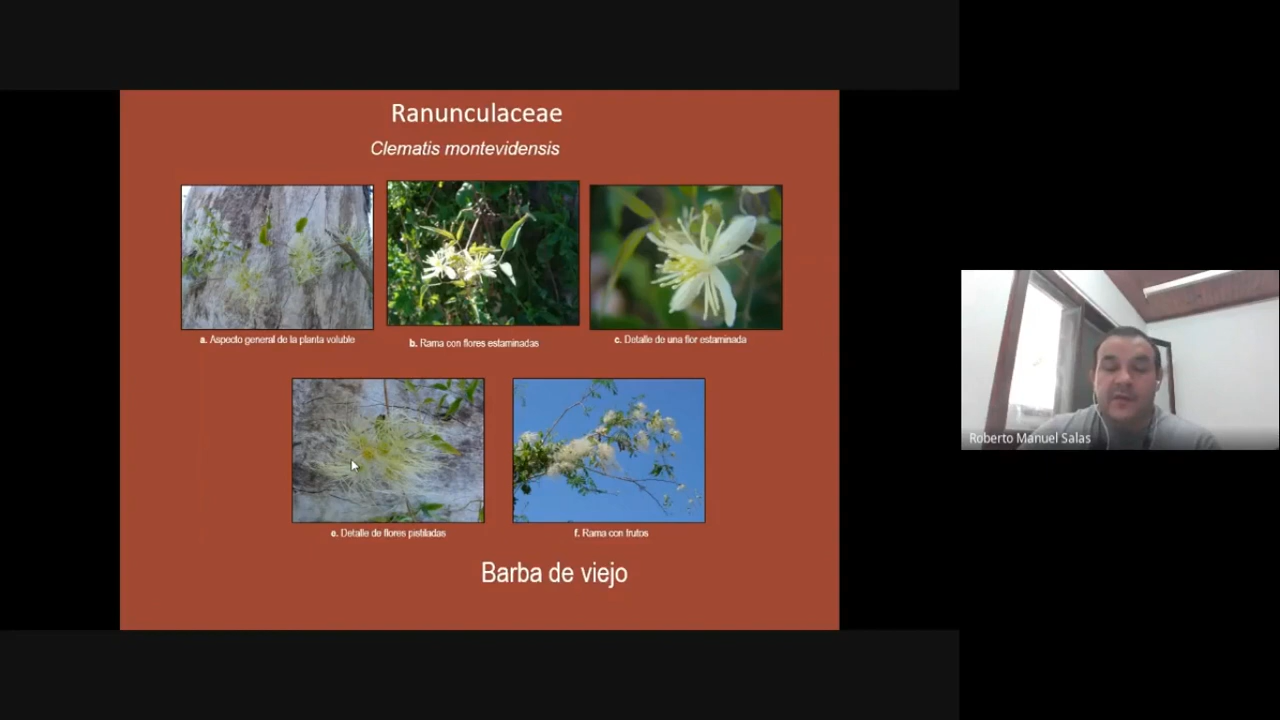 Ranunculaceae
Clematis montevidensis
a. Aspecto general de la planta voluble
b. Rama con flores estaminadas
c. Detalle de una flor estaminada
e. Detalle de flores pistiladas
f. Rama con frutos
Barba de viejo
Roberto Manuel Salas